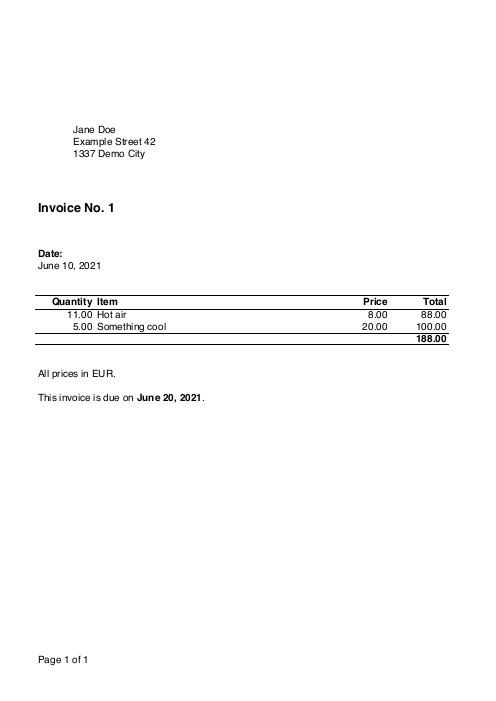 Jane Doe
Example Street 42
1337 Demo City
Invoice No. 1
Date:
June 10, 2021
Quantity Item Price Total
11.00 Hot air 8.00 88.00
5.00 Something cool 20.00 100.00
188.00
All prices in EUR.
This invoice is due on June 20, 2021.
Page 1 of 1